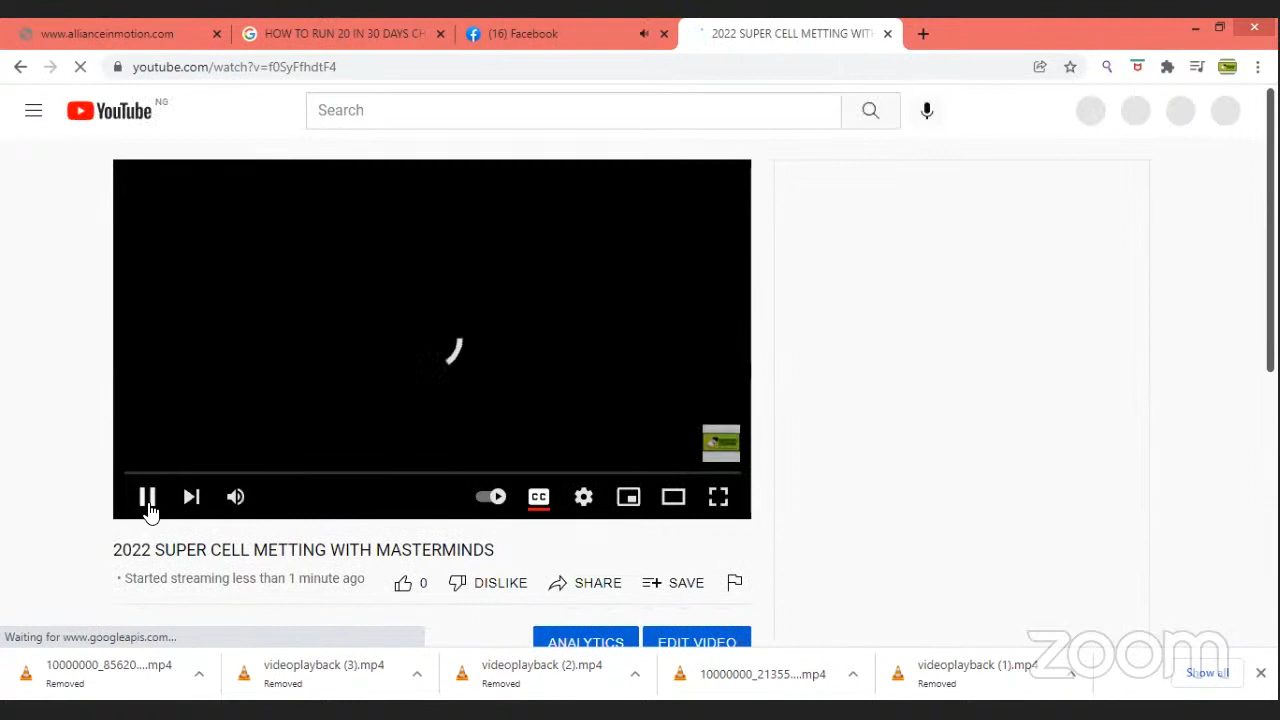 www.allianceinmotion.com
HOW TO RUN 20 IN 30 DAYS CH
(16) Facebook
2022 SUPER CELL METTING WITH
youtube.com/watch?v=f0SyFfhdtF4
YouTube NG
Search
CC
2022 SUPER CELL METTING WITH MASTERMINDS
• Started streaming less than 1 minute ago
0
DISLIKE
SHARE
SAVE
ANALYTICS
EDIT VIDEO
Waiting for www.googleapis.com...
zoom
10000000_85620....mp4
Removed
videoplayback (3).mp4
Removed
videoplayback (2).mp4
Removed
10000000_21355....mp4
videoplayback (1).mp4
Removed
Show all